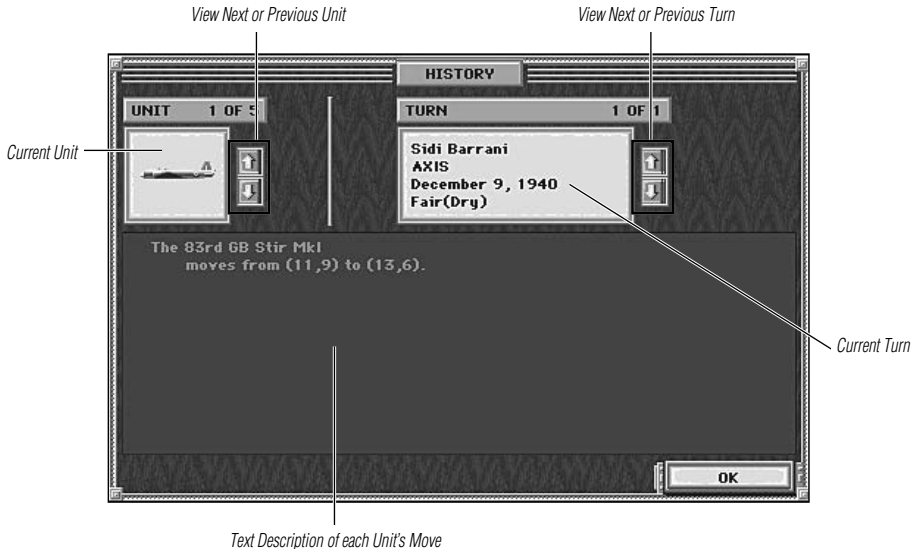 View Next or Previous Unit
View Next or Previous Turn
HISTORY
UNIT 1 OF 5
TURN 1 OF 1
Current Unit
Sidi Barrani
AXIS
December 9, 1940
Fair(Dry)
The 83rd GB Stir MkI
moves from (11,9) to (13,6).
Current Turn
OK
Text Description of each Unit's Move